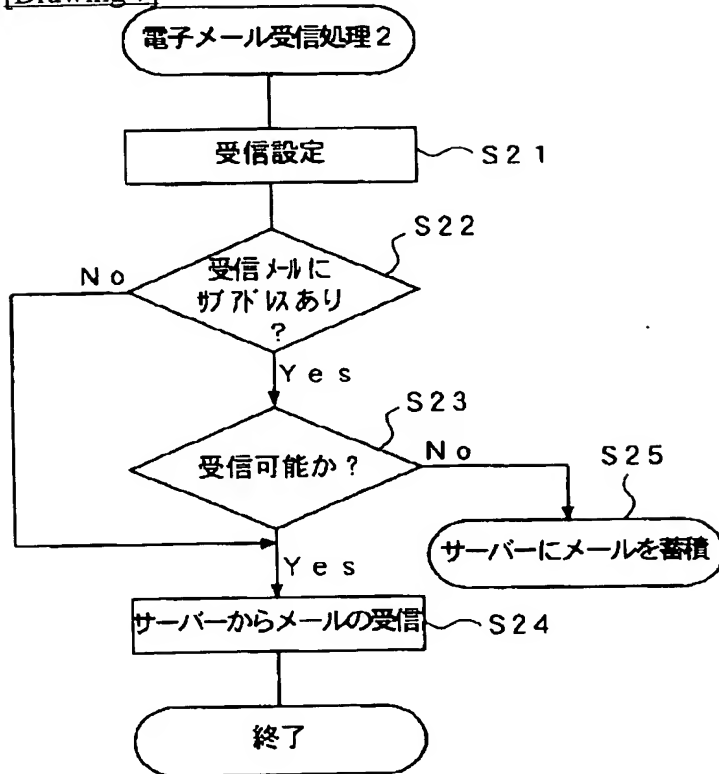 [Drawing
電子メール受信処理2
受信設定
S21
S22
受信メールに
サブアドレスあり
?
No
Yes
S23
受信可能か?
No
S25
サーバーにメールを蓄積
Yes
サーバーからメールの受信
S24
終了